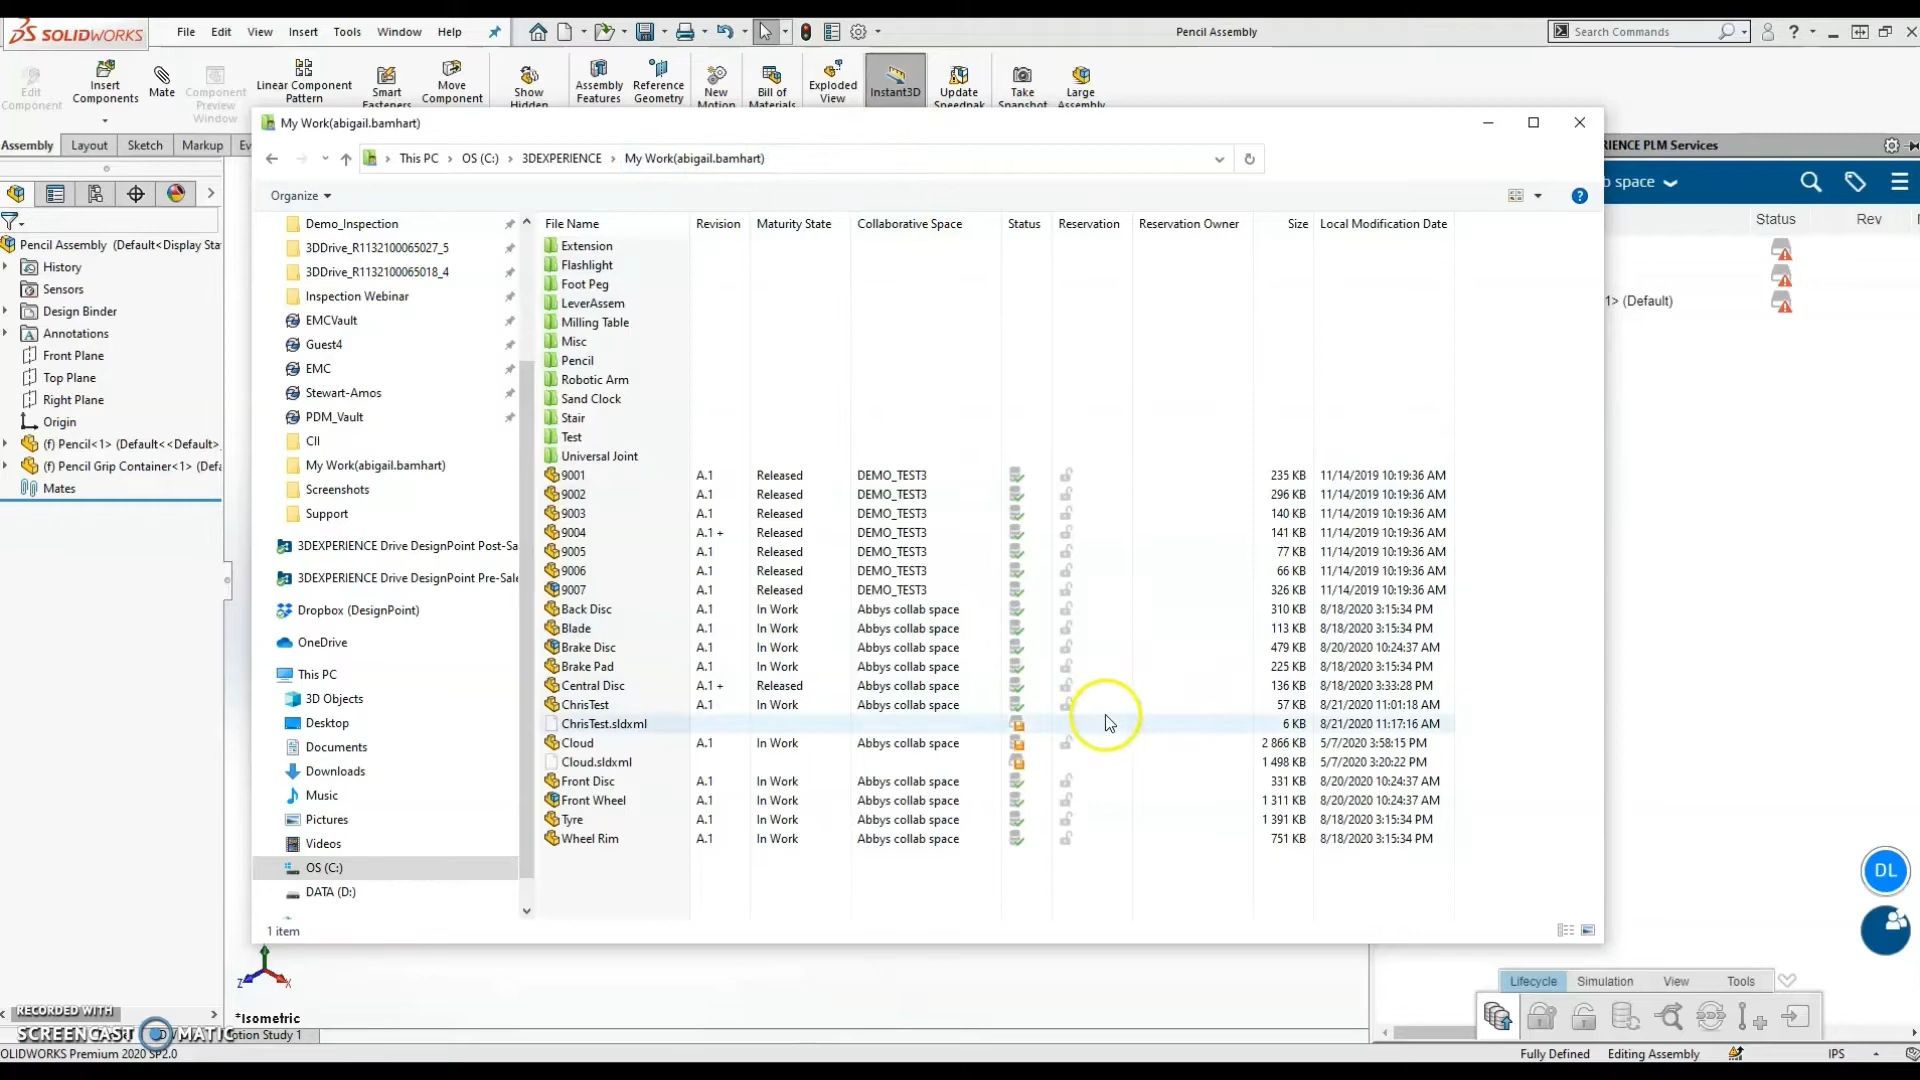 SOLIDWORKS File Edit View Insert Tools Window Help Pencil Assembly Search Commands
Edit Component Insert Components Mate Component Preview Window Linear Component Pattern Smart Fasteners Move Component Show Hidden Assembly Features Reference Geometry New Motion Bill of Materials Exploded View Instant3D Update Speedpak Take Snapshot Large Assembly
Assembly Layout Sketch Markup Ev
My Work(abigail.bamhart)
This PC > OS (C:) > 3DEXPERIENCE > My Work(abigail.bamhart)
Organize
IENCE PLM Services
space
Status Rev
1> (Default)
Pencil Assembly (Default<Display Sta
History
Sensors
Design Binder
Annotations
Front Plane
Top Plane
Right Plane
Origin
(f) Pencil<1> (Default<<Default>_
(f) Pencil Grip Container<1> (Defa
Mates
Demo_Inspection
3DDrive_R1132100065027_5
3DDrive_R1132100065018_4
Inspection Webinar
EMCVault
Guest4
EMC
Stewart-Amos
PDM_Vault
CII
My Work(abigail.bamhart)
Screenshots
Support
3DEXPERIENCE Drive DesignPoint Post-Sa
3DEXPERIENCE Drive DesignPoint Pre-Sale
Dropbox (DesignPoint)
OneDrive
This PC
3D Objects
Desktop
Documents
Downloads
Music
Pictures
Videos
OS (C:)
DATA (D:)
File Name Revision Maturity State Collaborative Space Status Reservation Reservation Owner Size Local Modification Date
Extension
Flashlight
Foot Peg
LeverAssem
Milling Table
Misc
Pencil
Robotic Arm
Sand Clock
Stair
Test
Universal Joint
9001 A.1 Released DEMO_TEST3 235 KB 11/14/2019 10:19:36 AM
9002 A.1 Released DEMO_TEST3 296 KB 11/14/2019 10:19:36 AM
9003 A.1 Released DEMO_TEST3 140 KB 11/14/2019 10:19:36 AM
9004 A.1 + Released DEMO_TEST3 141 KB 11/14/2019 10:19:36 AM
9005 A.1 Released DEMO_TEST3 77 KB 11/14/2019 10:19:36 AM
9006 A.1 Released DEMO_TEST3 66 KB 11/14/2019 10:19:36 AM
9007 A.1 Released DEMO_TEST3 326 KB 11/14/2019 10:19:36 AM
Back Disc A.1 In Work Abbys collab space 310 KB 8/18/2020 3:15:34 PM
Blade A.1 In Work Abbys collab space 113 KB 8/18/2020 3:15:34 PM
Brake Disc A.1 In Work Abbys collab space 479 KB 8/20/2020 10:24:37 AM
Brake Pad A.1 In Work Abbys collab space 225 KB 8/18/2020 3:15:34 PM
Central Disc A.1 + Released Abbys collab space 136 KB 8/18/2020 3:33:28 PM
ChrisTest A.1 In Work Abbys collab space 57 KB 8/21/2020 11:01:18 AM
ChrisTest.sldxml 6 KB 8/21/2020 11:17:16 AM
Cloud A.1 In Work Abbys collab space 2 866 KB 5/7/2020 3:58:15 PM
Cloud.sldxml 1 498 KB 5/7/2020 3:20:22 PM
Front Disc A.1 In Work Abbys collab space 331 KB 8/20/2020 10:24:37 AM
Front Wheel A.1 In Work Abbys collab space 1 311 KB 8/20/2020 10:24:37 AM
Tyre A.1 In Work Abbys collab space 1 391 KB 8/18/2020 3:15:34 PM
Wheel Rim A.1 In Work Abbys collab space 751 KB 8/18/2020 3:15:34 PM
1 item
DL
Lifecycle Simulation View Tools
*Isometric
RECORDED WITH
SCREENCAST MATIC
otion Study 1
OLIDWORKS Premium 2020 SP2.0
Fully Defined Editing Assembly IPS